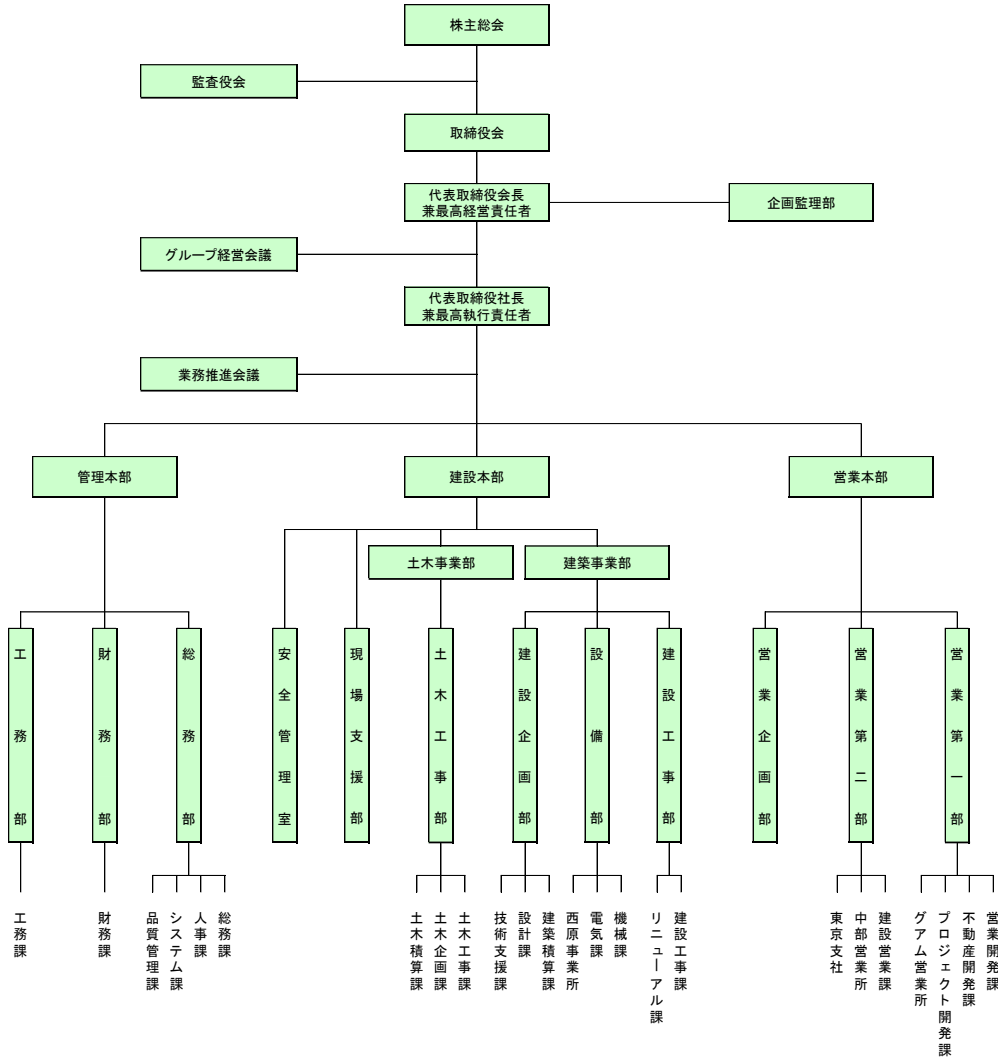 株主総会
監査役会
取締役会
代表取締役会長
兼最高経営責任者
企画監理部
グループ経営会議
代表取締役社長
兼最高執行責任者
業務推進会議
管理本部
建設本部
営業本部
土木事業部
建築事業部
工務部
財務部
総務部
安全管理室
現場支援部
土木工事部
建設企画部
設備部
建設工事部
営業企画部
営業第二部
営業第一部
工務課
財務課
品質管理課
システム課
人事課
総務課
土木積算課
土木企画課
土木工事課
技術支援課
設計課
建築積算課
西原事業所
電気課
機械課
リニューアル課
建設工事課
東京支社
中部営業所
建設営業課
グアム営業所
プロジェクト開発課
不動産開発課
営業開発課